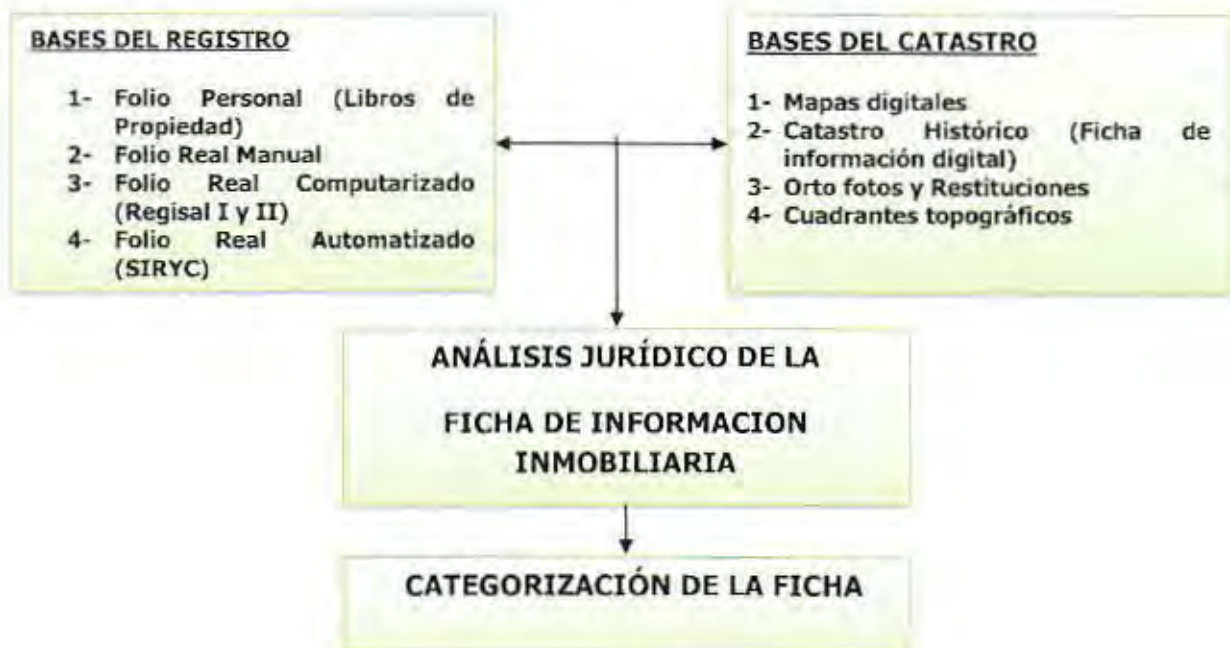 BASES DEL REGISTRO
1- Folio Personal (Libros de
Propiedad)
2- Folio Real Manual
3- Folio Real Computarizado
(Regisal I y II)
4- Folio Real Automatizado
(SIRYC)
BASES DEL CATASTRO
1- Mapas digitales
2- Catastro Histórico (Ficha de
información digital)
3- Orto fotos y Restituciones
4- Cuadrantes topográficos
ANÁLISIS JURÍDICO DE LA
FICHA DE INFORMACION
INMOBILIARIA
CATEGORIZACIÓN DE LA FICHA